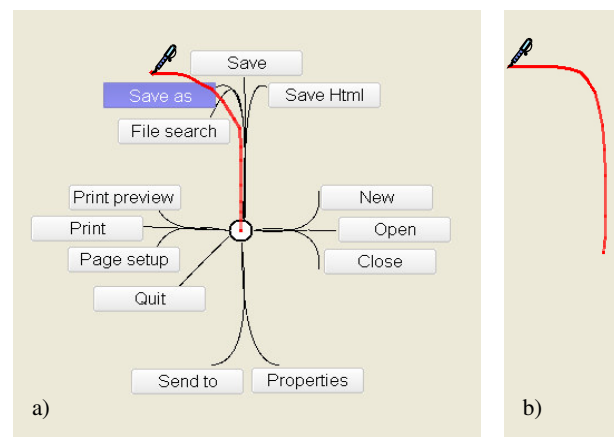 Save
Save as
Save Html
File search
Print preview
New
Print
Open
Page setup
Close
Quit
Send to
Properties
a)
b)